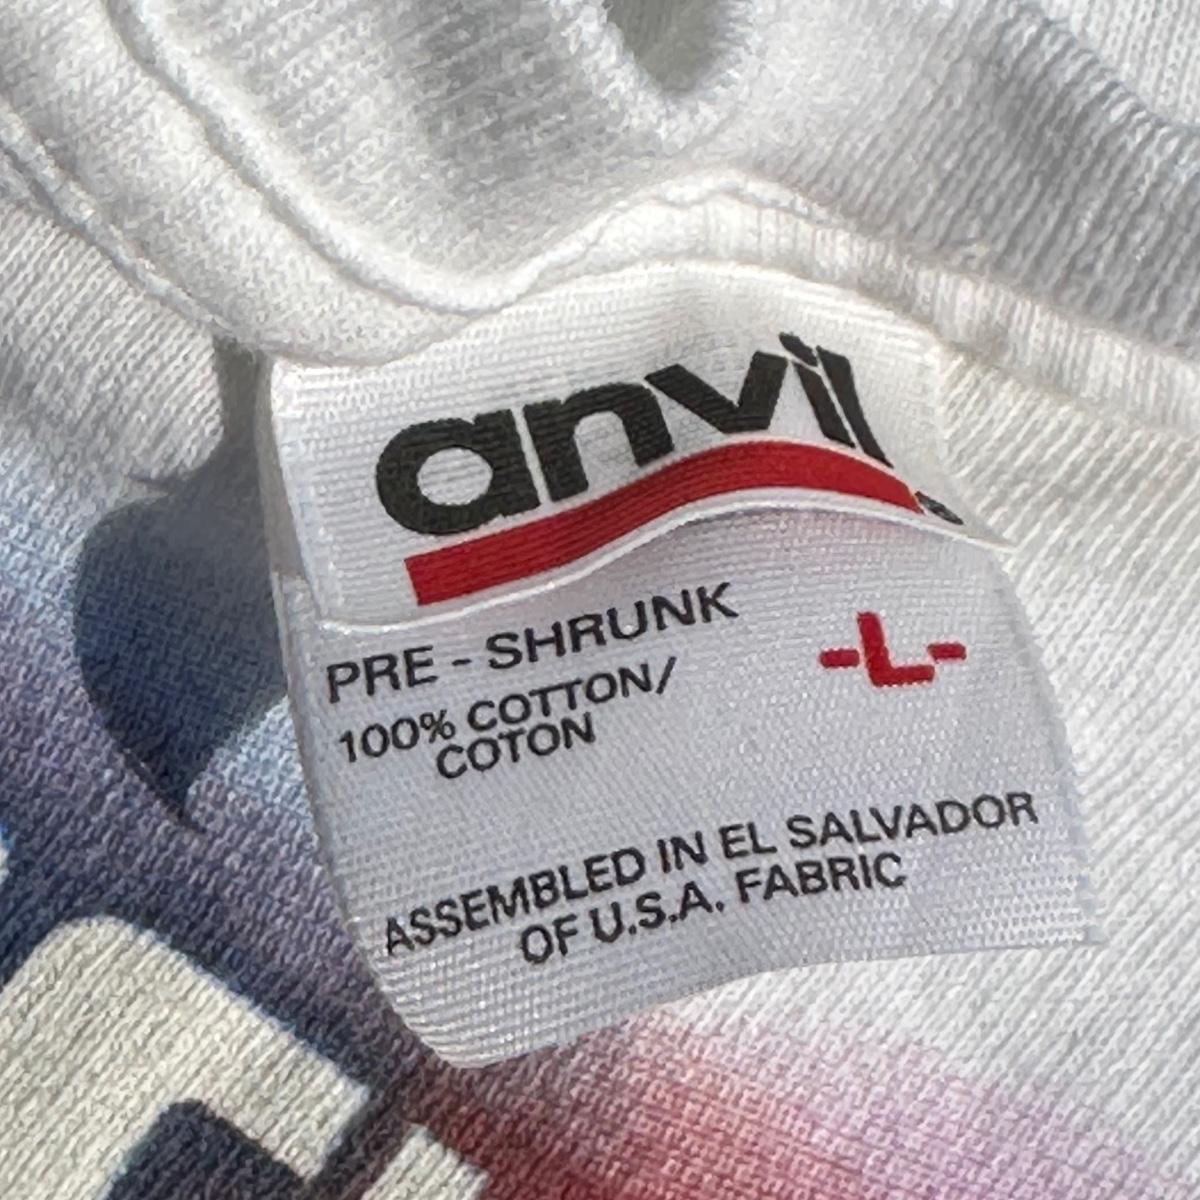 anvil
PRE - SHRUNK
-L-
100% COTTON/
COTON
ASSEMBLED IN EL SALVADOR
OF U.S.A. FABRIC